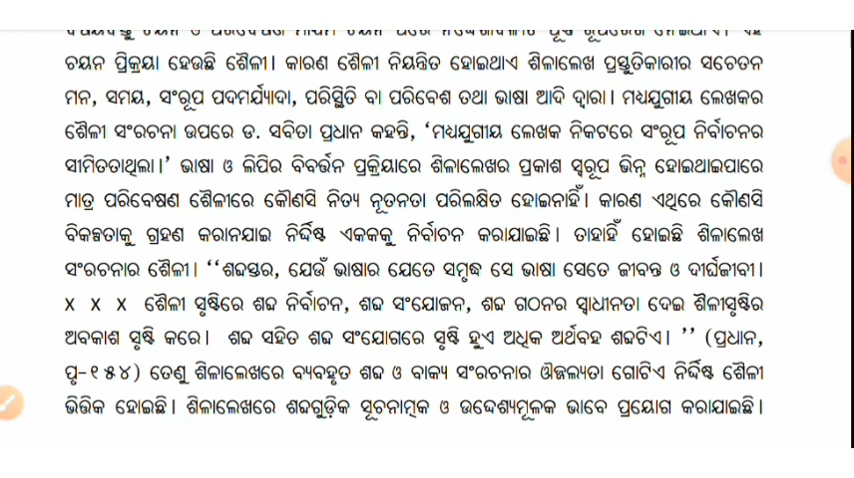 ଚୟନ ପ୍ରକ୍ରିୟା ହେଉଛି ଶୈଳୀ। କାରଣ ଶୈଳୀ ନିୟନ୍ତ୍ରିତ ହୋଇଥାଏ ଶିଳାଲେଖ ପ୍ରସ୍ତୁତିକାରୀର ସଚେତନ
ମନ, ସମୟ, ସଂରୂପ ପଦମର୍ଯ୍ୟାଦା, ପରିସ୍ଥିତି ବା ପରିବେଶ ତଥା ଭାଷା ଆଦି ଦ୍ୱାରା। ମଧ୍ୟଯୁଗୀୟ ଲେଖକର
ଶୈଳୀ ସଂରଚନା ଉପରେ ଡ. ସବିତା ପ୍ରଧାନ କହନ୍ତି, ‘ମଧ୍ୟଯୁଗୀୟ ଲେଖକ ନିକଟରେ ସଂରୂପ ନିର୍ବାଚନର
ସୀମିତତାଥିଲା।’ ଭାଷା ଓ ଲିପିର ବିବର୍ତ୍ତନ ପ୍ରକ୍ରିୟାରେ ଶିଳାଲେଖର ପ୍ରକାଶ ସ୍ୱରୂପ ଭିନ୍ନ ହୋଇଥାଇପାରେ
ମାତ୍ର ପରିବେଷଣ ଶୈଳୀରେ କୌଣସି ନିତ୍ୟ ନୂତନତା ପରିଲକ୍ଷିତ ହୋଇନାହିଁ। କାରଣ ଏଥିରେ କୌଣସି
ବିକଳ୍ପତାକୁ ଗ୍ରହଣ କରାନଯାଇ ନିର୍ଦ୍ଦିଷ୍ଟ ଏକକକୁ ନିର୍ବାଚନ କରାଯାଇଛି। ତାହାହିଁ ହୋଇଛି ଶିଳାଲେଖ
ସଂରଚନାର ଶୈଳୀ। ‘‘ଶବ୍ଦସ୍ତର, ଯେଉଁ ଭାଷାର ଯେତେ ସମୃଦ୍ଧ ସେ ଭାଷା ସେତେ ଜୀବନ୍ତ ଓ ଦୀର୍ଘଜୀବୀ।
x x x ଶୈଳୀ ସୃଷ୍ଟିରେ ଶବ୍ଦ ନିର୍ବାଚନ, ଶବ୍ଦ ସଂଯୋଜନ, ଶବ୍ଦ ଗଠନର ସ୍ୱାଧୀନତା ଦେଇ ଶୈଳୀସୃଷ୍ଟିର
ଅବକାଶ ସୃଷ୍ଟି କରେ। ଶବ୍ଦ ସହିତ ଶବ୍ଦ ସଂଯୋଗରେ ସୃଷ୍ଟି ହୁଏ ଅଧିକ ଅର୍ଥବହ ଶବ୍ଦଟିଏ। ’’ (ପ୍ରଧାନ,
ପୃ-୧୫୪) ତେଣୁ ଶିଳାଲେଖରେ ବ୍ୟବହୃତ ଶବ୍ଦ ଓ ବାକ୍ୟ ସଂରଚନାର ଔଜ୍ଜଲ୍ୟତା ଗୋଟିଏ ନିର୍ଦ୍ଦିଷ୍ଟ ଶୈଳୀ
ଭିତ୍ତିକ ହୋଇଛି। ଶିଳାଲେଖରେ ଶବ୍ଦଗୁଡ଼ିକ ସୂଚନାତ୍ମକ ଓ ଉଦ୍ଦେଶ୍ୟମୂଳକ ଭାବେ ପ୍ରୟୋଗ କରାଯାଇଛି।